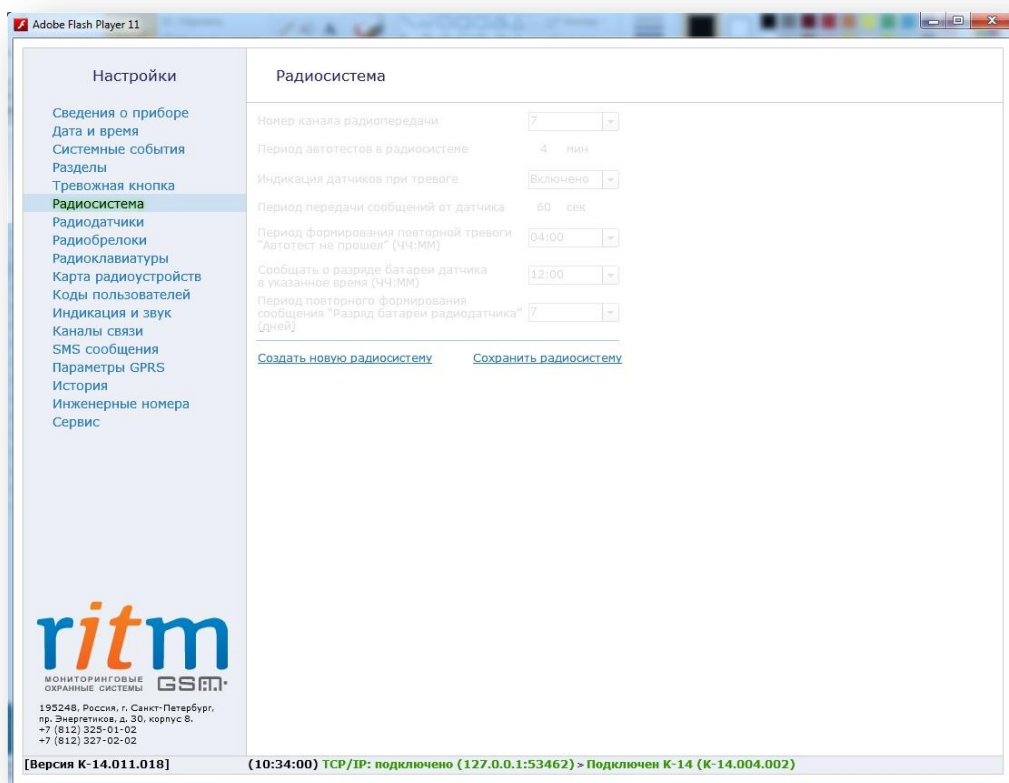 Adobe Flash Player 11
Настройки
Сведения о приборе
Дата и время
Системные события
Разделы
Тревожная кнопка
Радиосистема
Радиодатчики
Радиобрелоки
Радиоклавиатуры
Карта радиоустройств
Коды пользователей
Индикация и звук
Каналы связи
SMS сообщения
Параметры GPRS
История
Инженерные номера
Сервис
ritm
МОНИТОРИНГОВЫЕ
ОХРАННЫЕ СИСТЕМЫ GSM
195248, Россия, г. Санкт-Петербург,
пр. Энергетиков, д. 30, корпус 8.
+7 (812) 325-01-02
+7 (812) 327-02-02
Радиосистема
Номер канала радиопередачи 7
Период автотестов в радиосистеме 4 мин
Индикация датчиков при тревоге Включено
Период передачи сообщений от датчика 60 сек
Период формирования повторной тревоги
"Автотест не прошел" (ЧЧ:ММ) 04:00
Сообщать о разряде батареи датчика
в указанное время (ЧЧ:ММ) 12:00
Период повторного формирования
сообщения "Разряд батареи радиодатчика" 7
(дней)
Создать новую радиосистему Сохранить радиосистему
[Версия K-14.011.018] (10:34:00) TCP/IP: подключено (127.0.0.1:53462) > Подключен K-14 (K-14.004.002)